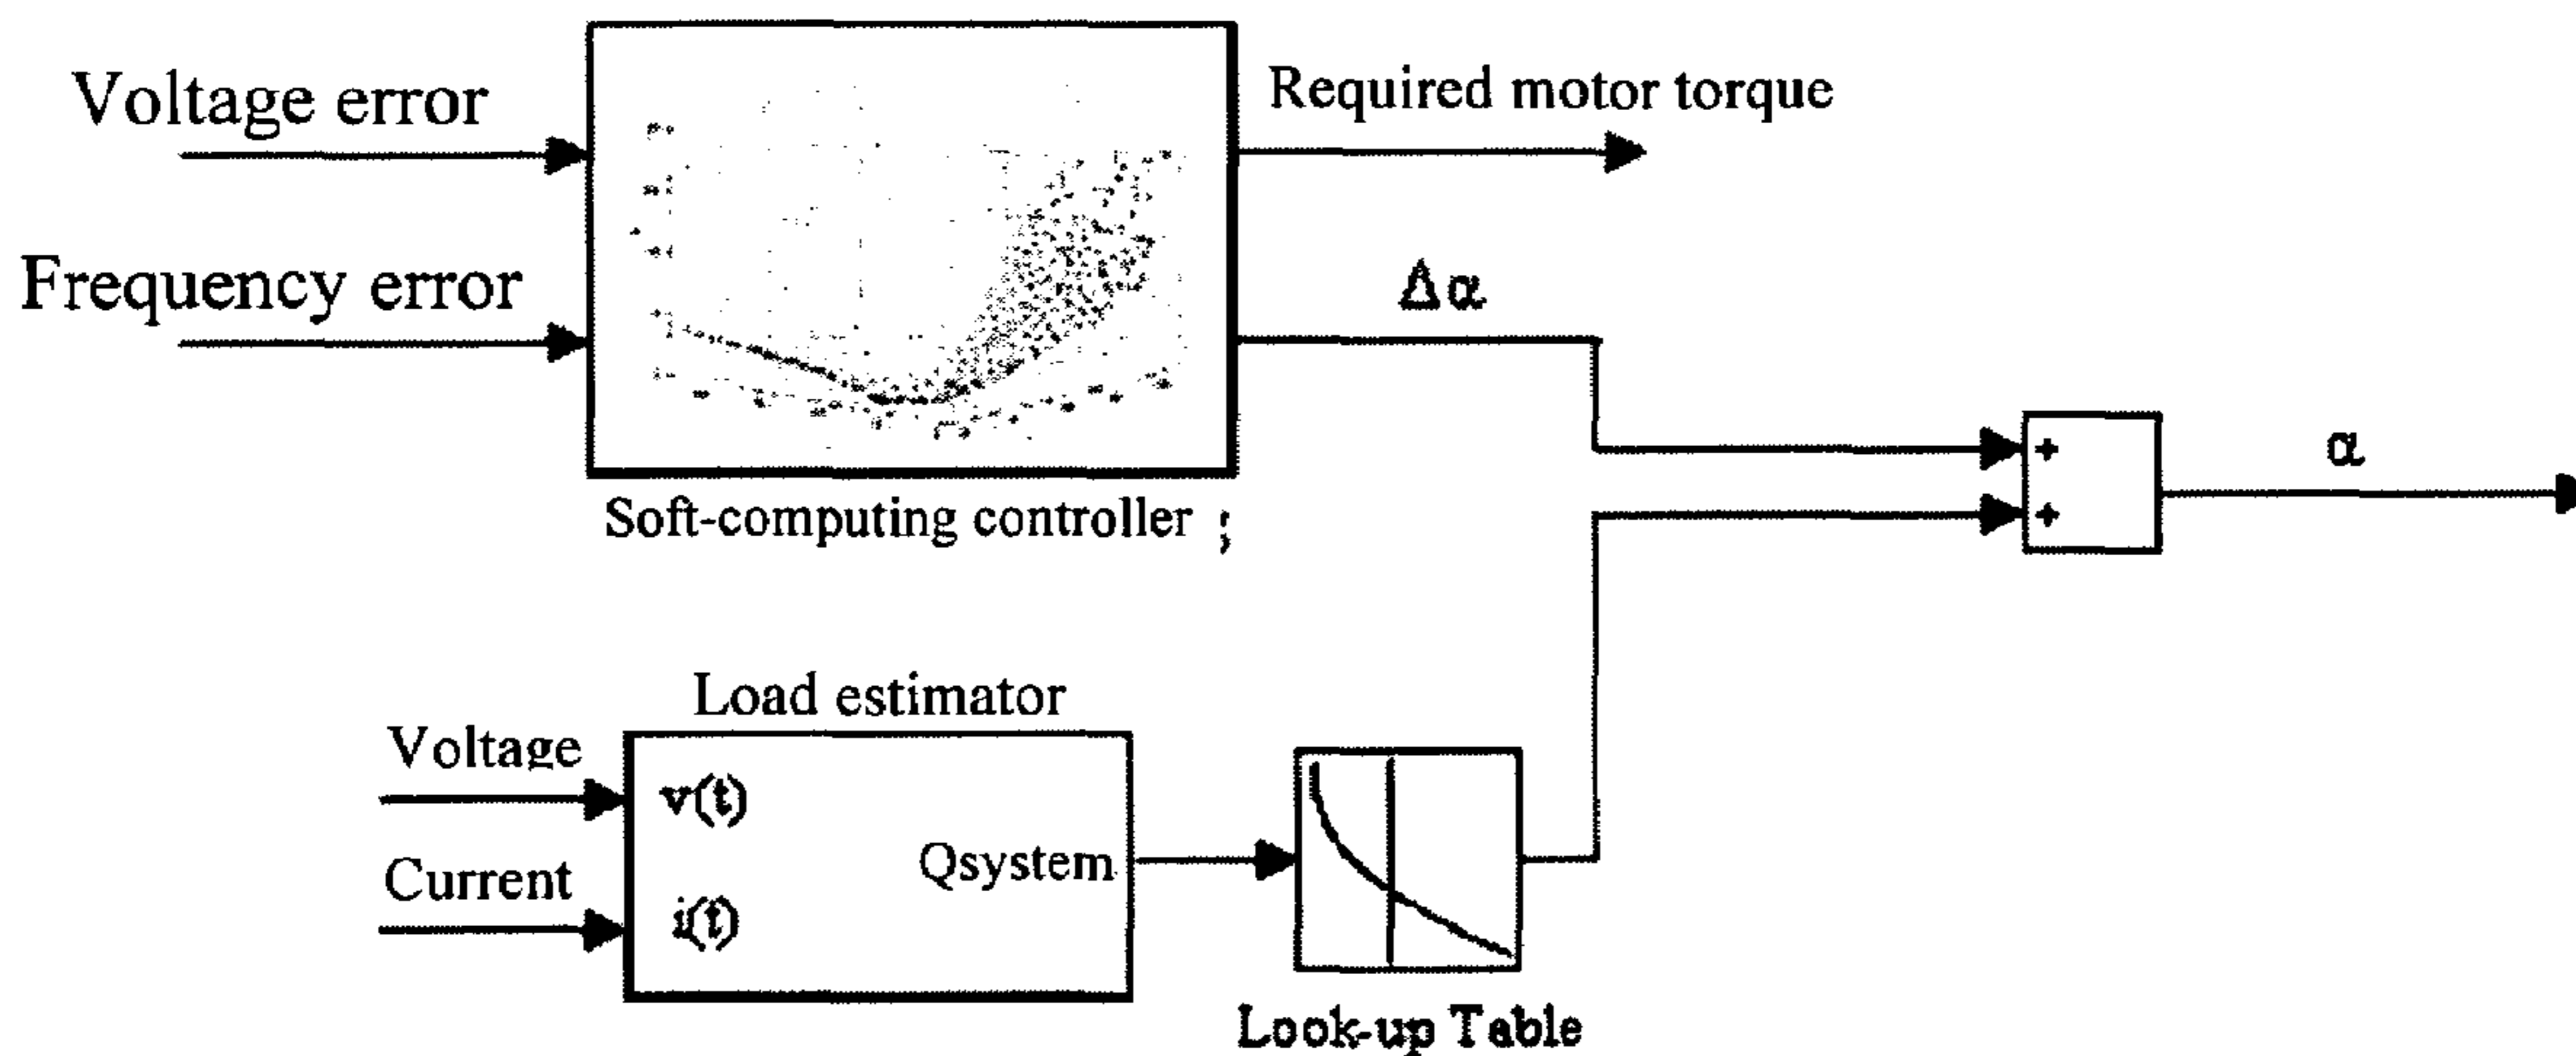 Voltage error
Frequency error
Required motor torque
Δα
Soft-computing controller ;
+
+
α
Load estimator
Voltage
v(t)
Current
i(t)
Qsystem
Look-up Table